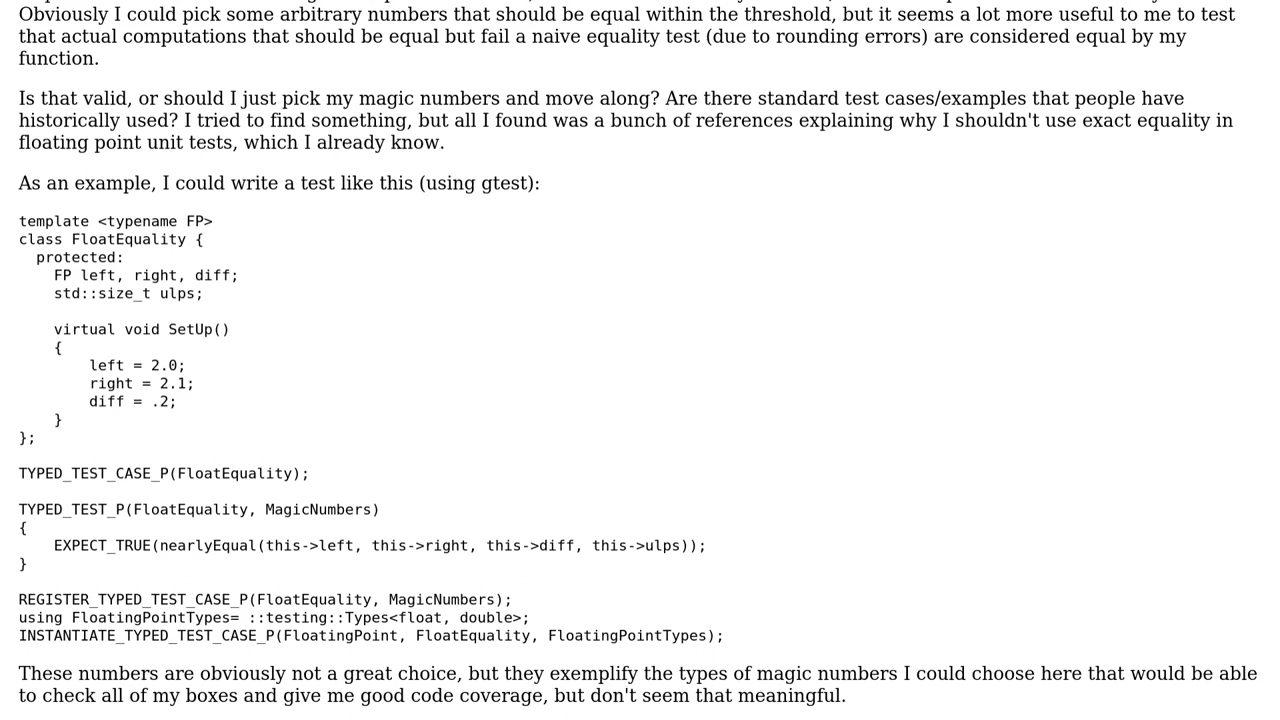 Obviously I could pick some arbitrary numbers that should be equal within the threshold, but it seems a lot more useful to me to test
that actual computations that should be equal but fail a naive equality test (due to rounding errors) are considered equal by my
function.
Is that valid, or should I just pick my magic numbers and move along? Are there standard test cases/examples that people have
historically used? I tried to find something, but all I found was a bunch of references explaining why I shouldn't use exact equality in
floating point unit tests, which I already know.
As an example, I could write a test like this (using gtest):
template <typename FP>
class FloatEquality {
  protected:
    FP left, right, diff;
    std::size_t ulps;
    virtual void SetUp()
    {
        left = 2.0;
        right = 2.1;
        diff = .2;
    }
};
TYPED_TEST_CASE_P(FloatEquality);
TYPED_TEST_P(FloatEquality, MagicNumbers)
{
    EXPECT_TRUE(nearlyEqual(this->left, this->right, this->diff, this->ulps));
}
REGISTER_TYPED_TEST_CASE_P(FloatEquality, MagicNumbers);
using FloatingPointTypes= ::testing::Types<float, double>;
INSTANTIATE_TYPED_TEST_CASE_P(FloatingPoint, FloatEquality, FloatingPointTypes);
These numbers are obviously not a great choice, but they exemplify the types of magic numbers I could choose here that would be able
to check all of my boxes and give me good code coverage, but don't seem that meaningful.